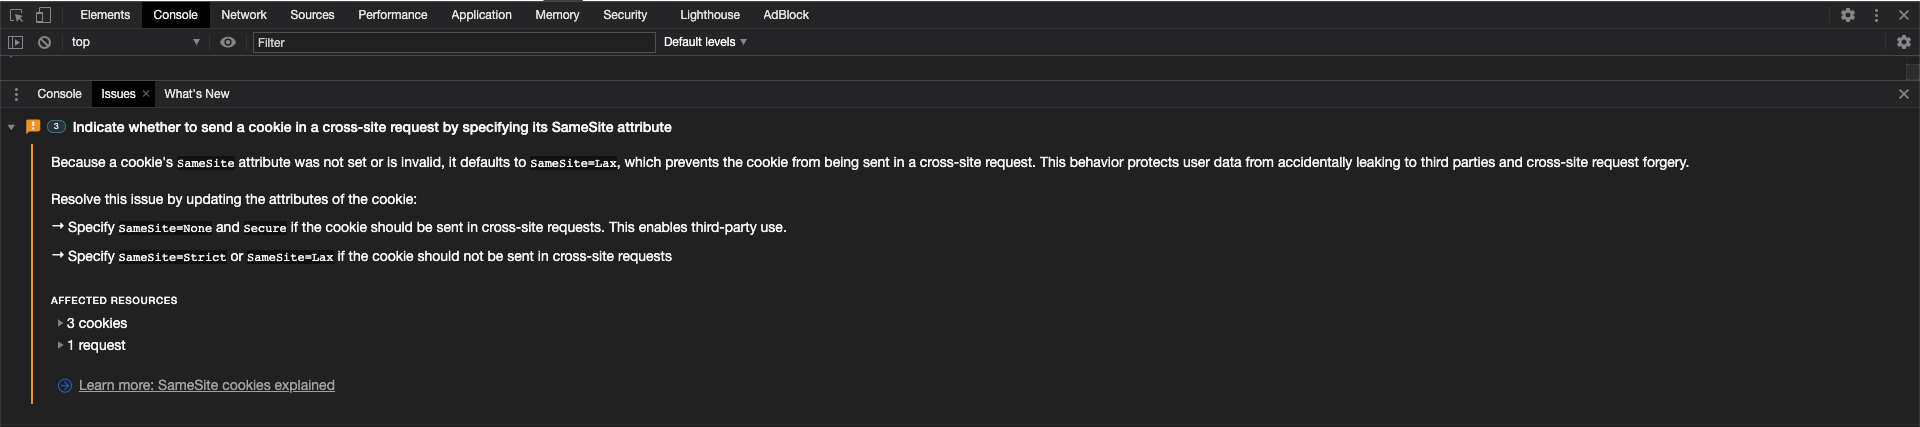 Elements Console Network Sources Performance Application Memory Security Lighthouse AdBlock
top Filter Default levels
Console Issues What's New
3 Indicate whether to send a cookie in a cross-site request by specifying its SameSite attribute
Because a cookie's SameSite attribute was not set or is invalid, it defaults to SameSite=Lax, which prevents the cookie from being sent in a cross-site request. This behavior protects user data from accidentally leaking to third parties and cross-site request forgery.
Resolve this issue by updating the attributes of the cookie:
→ Specify SameSite=None and Secure if the cookie should be sent in cross-site requests. This enables third-party use.
→ Specify SameSite=Strict or SameSite=Lax if the cookie should not be sent in cross-site requests
AFFECTED RESOURCES
3 cookies
1 request
Learn more: SameSite cookies explained